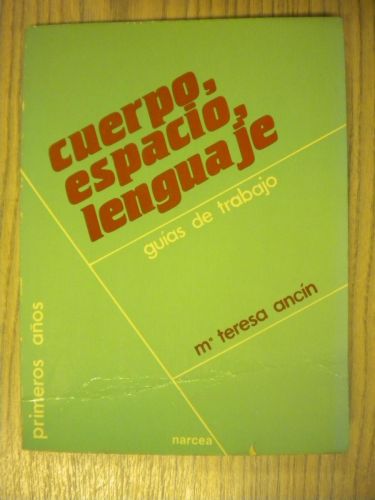 cuerpo,
espacio,
lenguaje
guías de trabajo
mª teresa ancín
primeros años
narcea